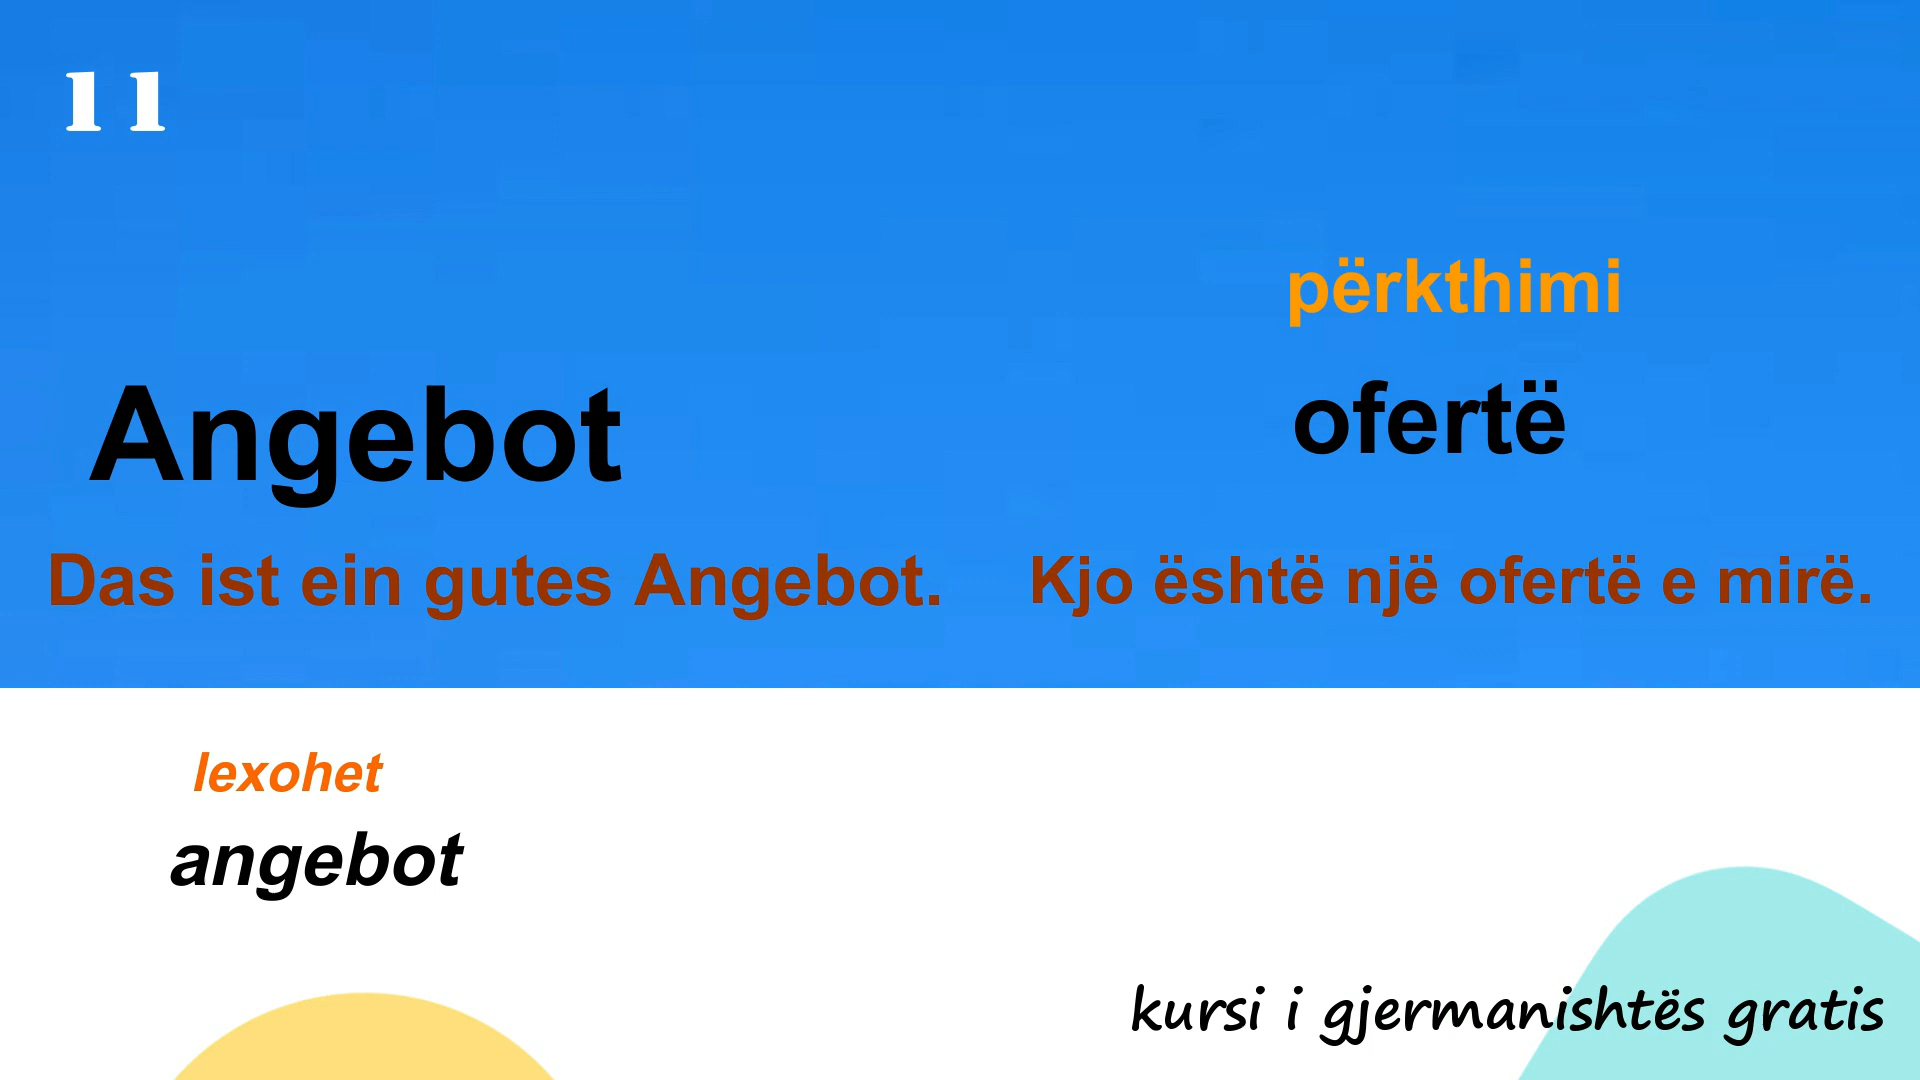 11
përkthimi
Angebot
ofertë
Das ist ein gutes Angebot.
Kjo është një ofertë e mirë.
lexohet
angebot
kursi i gjermanishtës gratis